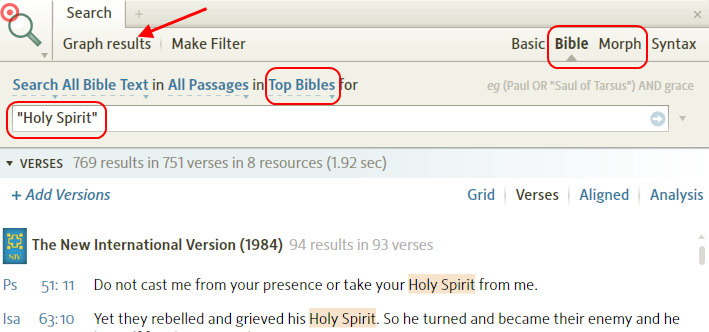 Search
Graph results Make Filter Basic Bible Morph Syntax
Search All Bible Text in All Passages in Top Bibles for eg (Paul OR "Saul of Tarsus") AND grace
"Holy Spirit"
VERSES 769 results in 751 verses in 8 resources (1.92 sec)
+ Add Versions Grid Verses Aligned Analysis
NIV The New International Version (1984) 94 results in 93 verses
Ps 51: 11 Do not cast me from your presence or take your Holy Spirit from me.
Isa 63:10 Yet they rebelled and grieved his Holy Spirit. So he turned and became their enemy and he